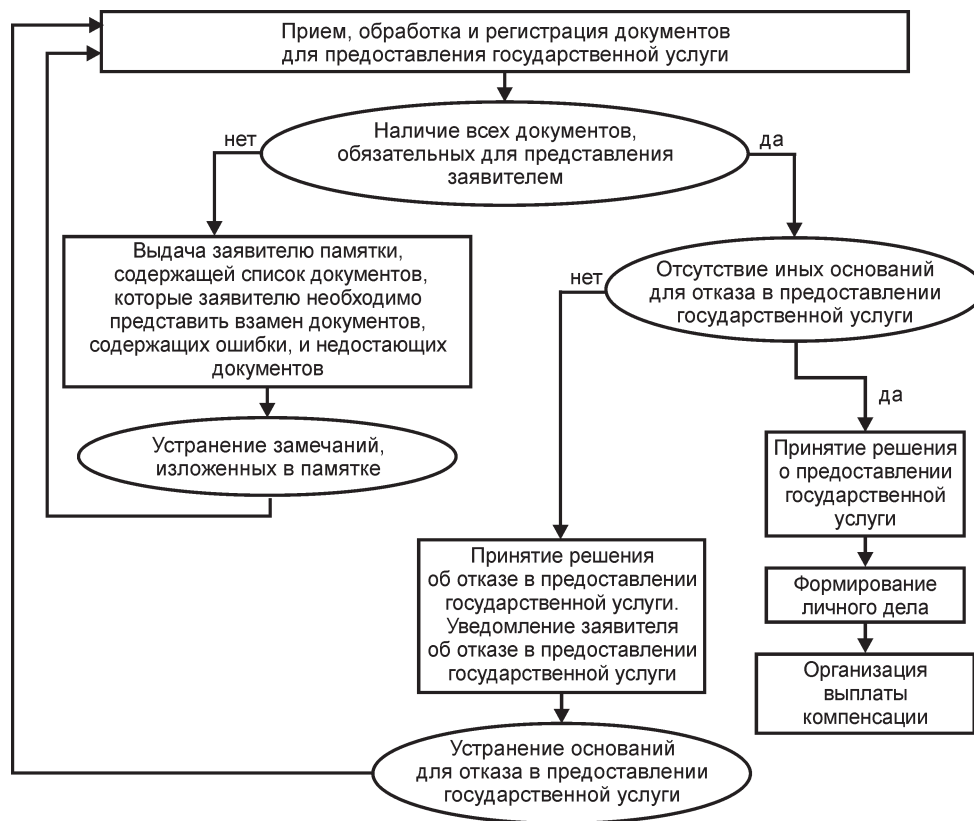 Прием, обработка и регистрация документов
для предоставления государственной услуги
Наличие всех документов,
обязательных для представления
заявителем
нет
да
Выдача заявителю памятки,
содержащей список документов,
которые заявителю необходимо
представить взамен документов,
содержащих ошибки, и недостающих
документов
Отсутствие иных оснований
для отказа в предоставлении
государственной услуги
нет
да
Устранение замечаний,
изложенных в памятке
Принятие решения
о предоставлении
государственной
услуги
Принятие решения
об отказе в предоставлении
государственной услуги.
Уведомление заявителя
об отказе в предоставлении
государственной услуги
Формирование
личного дела
Организация
выплаты
компенсации
Устранение оснований
для отказа в предоставлении
государственной услуги